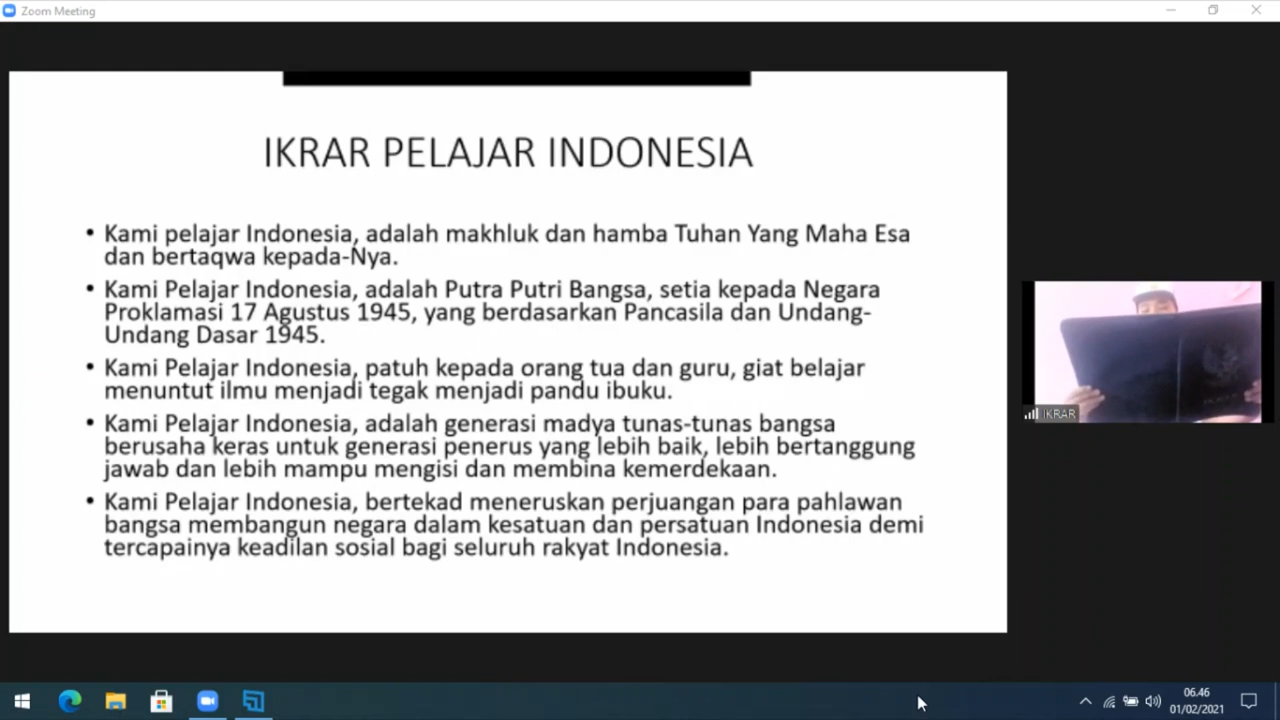 Zoom Meeting
IKRAR PELAJAR INDONESIA
• Kami pelajar Indonesia, adalah makhluk dan hamba Tuhan Yang Maha Esa
dan bertaqwa kepada-Nya.
• Kami Pelajar Indonesia, adalah Putra Putri Bangsa, setia kepada Negara
Proklamasi 17 Agustus 1945, yang berdasarkan Pancasila dan Undang-
Undang Dasar 1945.
• Kami Pelajar Indonesia, patuh kepada orang tua dan guru, giat belajar
menuntut ilmu menjadi tegak menjadi pandu ibuku.
• Kami Pelajar Indonesia, adalah generasi madya tunas-tunas bangsa
berusaha keras untuk generasi penerus yang lebih baik, lebih bertanggung
jawab dan lebih mampu mengisi dan membina kemerdekaan.
• Kami Pelajar Indonesia, bertekad meneruskan perjuangan para pahlawan
bangsa membangun negara dalam kesatuan dan persatuan Indonesia demi
tercapainya keadilan sosial bagi seluruh rakyat Indonesia.
IKRAR
06.46
01/02/2021